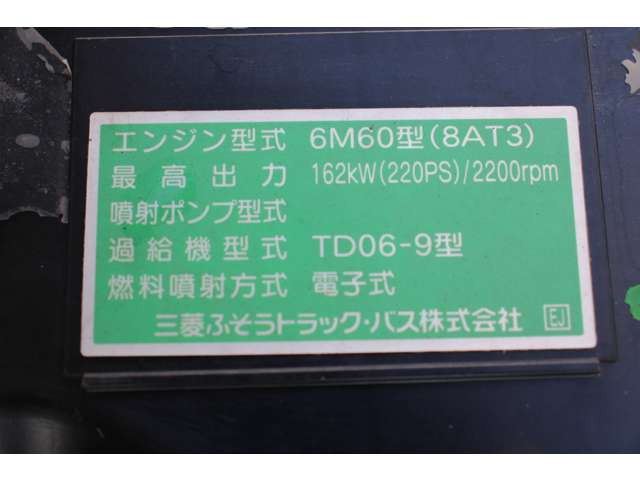 エンジン型式 6M60型(8AT3)
最高出力 162kW(220PS)/2200rpm
噴射ポンプ型式
過給機型式 TD06-9型
燃料噴射方式 電子式
三菱ふそうトラック・バス株式会社 EJ